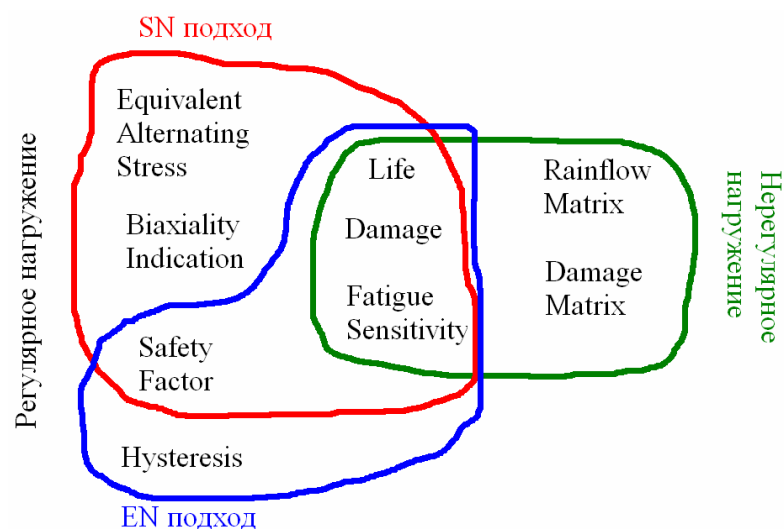 SN подход
Equivalent
Alternating
Stress
Biaxiality
Indication
Safety
Factor
Hysteresis
Life
Damage
Fatigue
Sensitivity
Rainflow
Matrix
Damage
Matrix
Регулярное нагружение
Нерегулярное
нагружение
EN подход